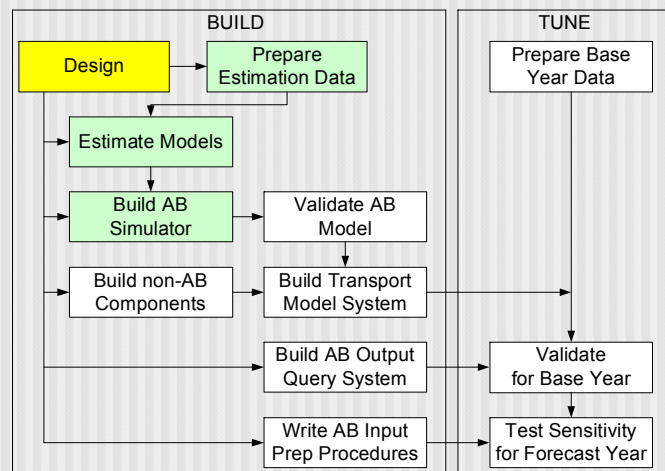 BUILD
TUNE
Design
Prepare
Estimation Data
Prepare Base
Year Data
Estimate Models
Build AB
Simulator
Validate AB
Model
Build non-AB
Components
Build Transport
Model System
Build AB Output
Query System
Validate
for Base Year
Write AB Input
Prep Procedures
Test Sensitivity
for Forecast Year